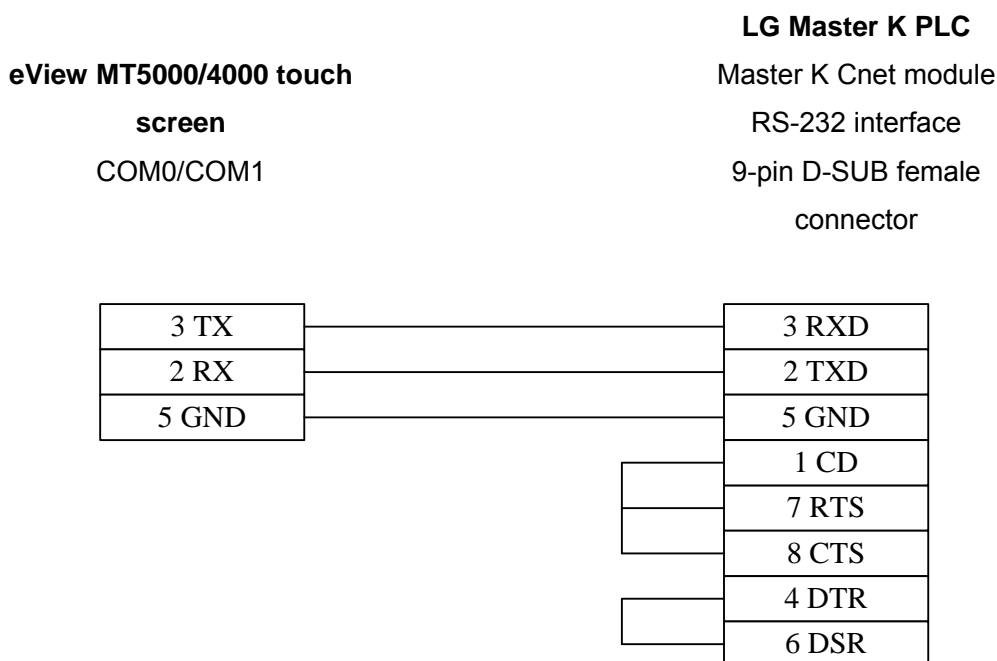 eView MT5000/4000 touch
screen
COM0/COM1
LG Master K PLC
Master K Cnet module
RS-232 interface
9-pin D-SUB female
connector
3 TX
2 RX
5 GND
3 RXD
2 TXD
5 GND
1 CD
7 RTS
8 CTS
4 DTR
6 DSR